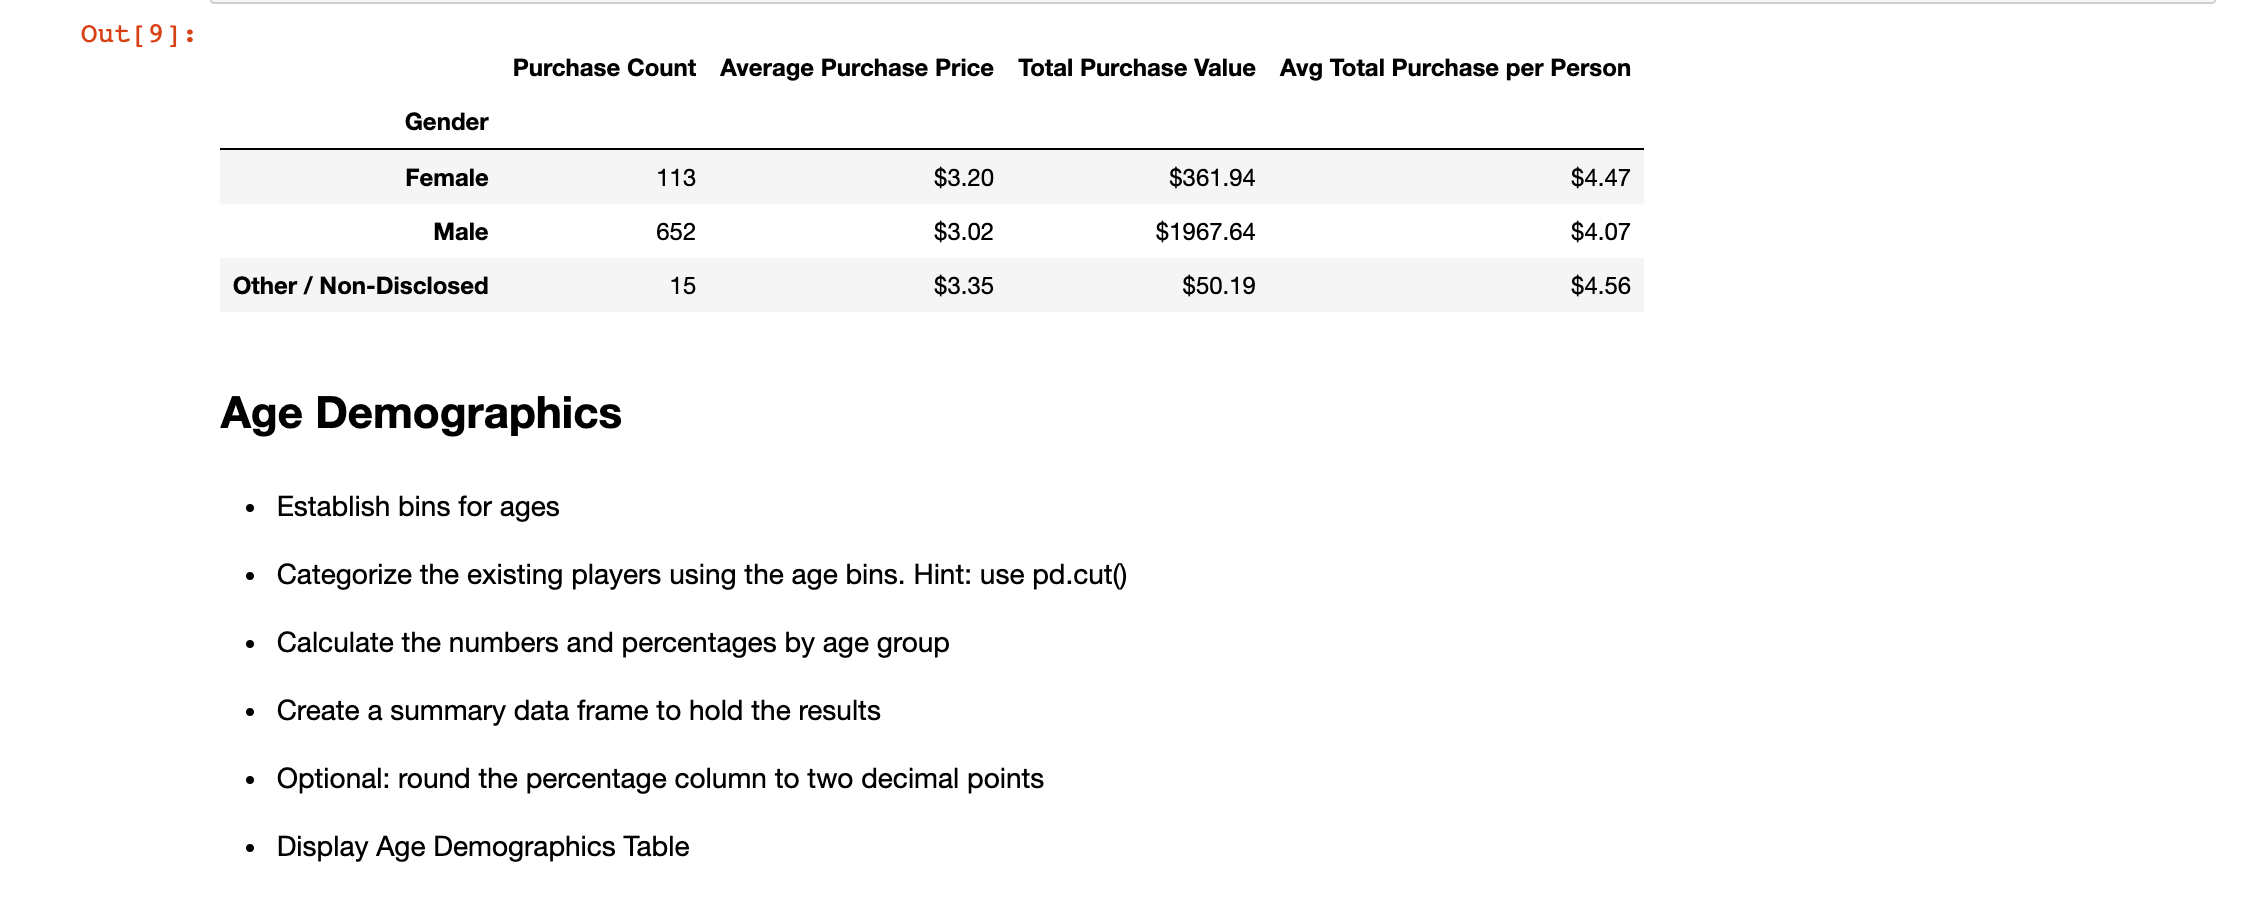 Out[9]:
Purchase Count Average Purchase Price Total Purchase Value Avg Total Purchase per Person
Gender
Female 113 $3.20 $361.94 $4.47
Male 652 $3.02 $1967.64 $4.07
Other / Non-Disclosed 15 $3.35 $50.19 $4.56
Age Demographics
• Establish bins for ages
• Categorize the existing players using the age bins. Hint: use pd.cut()
• Calculate the numbers and percentages by age group
• Create a summary data frame to hold the results
• Optional: round the percentage column to two decimal points
• Display Age Demographics Table